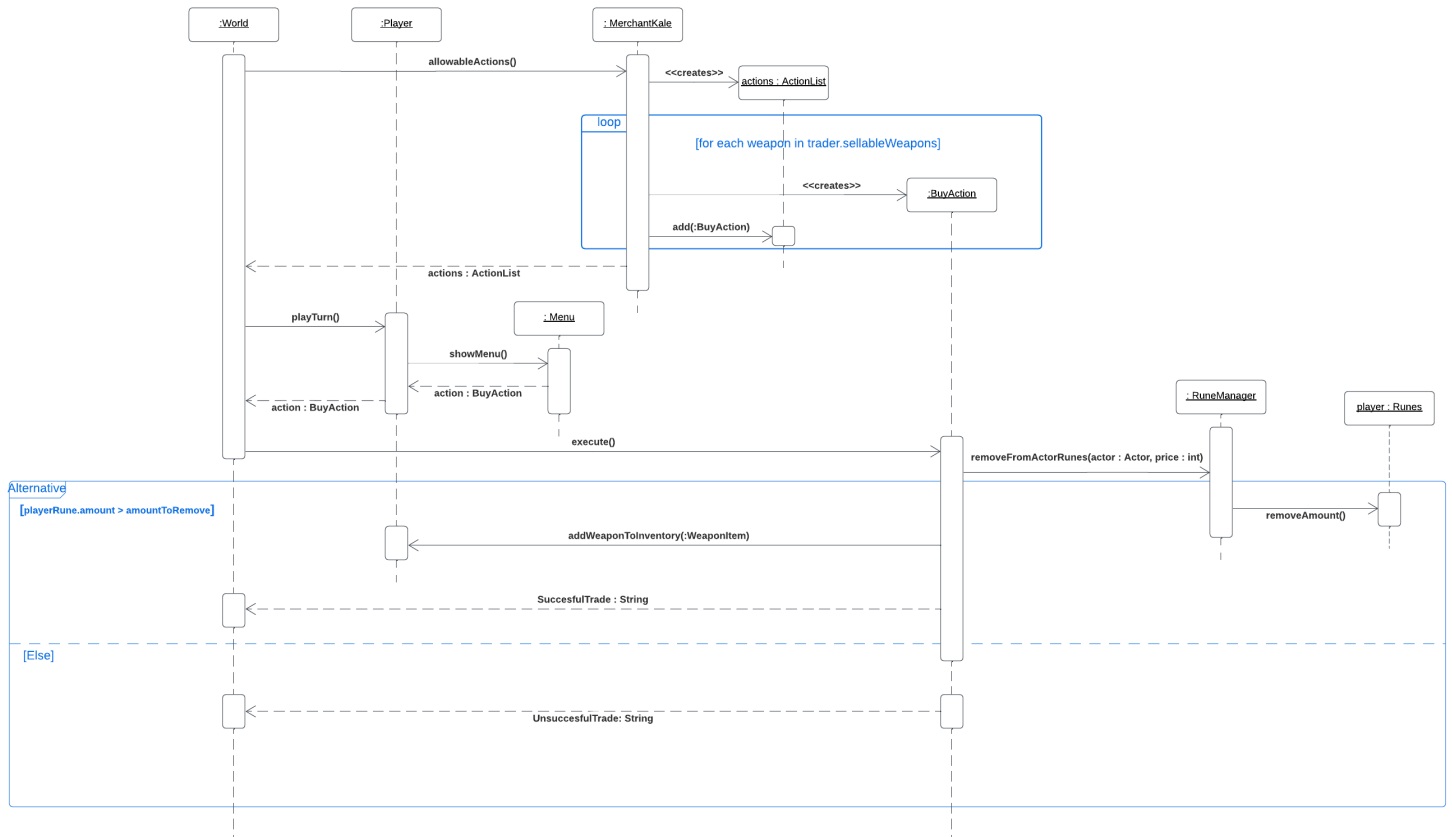 :World
:Player
: MerchantKale
allowableActions()
<<creates>>
actions : ActionList
loop
[for each weapon in trader.sellableWeapons]
<<creates>>
:BuyAction
add(:BuyAction)
actions : ActionList
playTurn()
: Menu
showMenu()
action : BuyAction
action : BuyAction
: RuneManager
player : Runes
execute()
removeFromActorRunes(actor : Actor, price : int)
Alternative
[playerRune.amount > amountToRemove]
removeAmount()
addWeaponToInventory(:WeaponItem)
SuccesfulTrade : String
[Else]
UnsuccesfulTrade: String